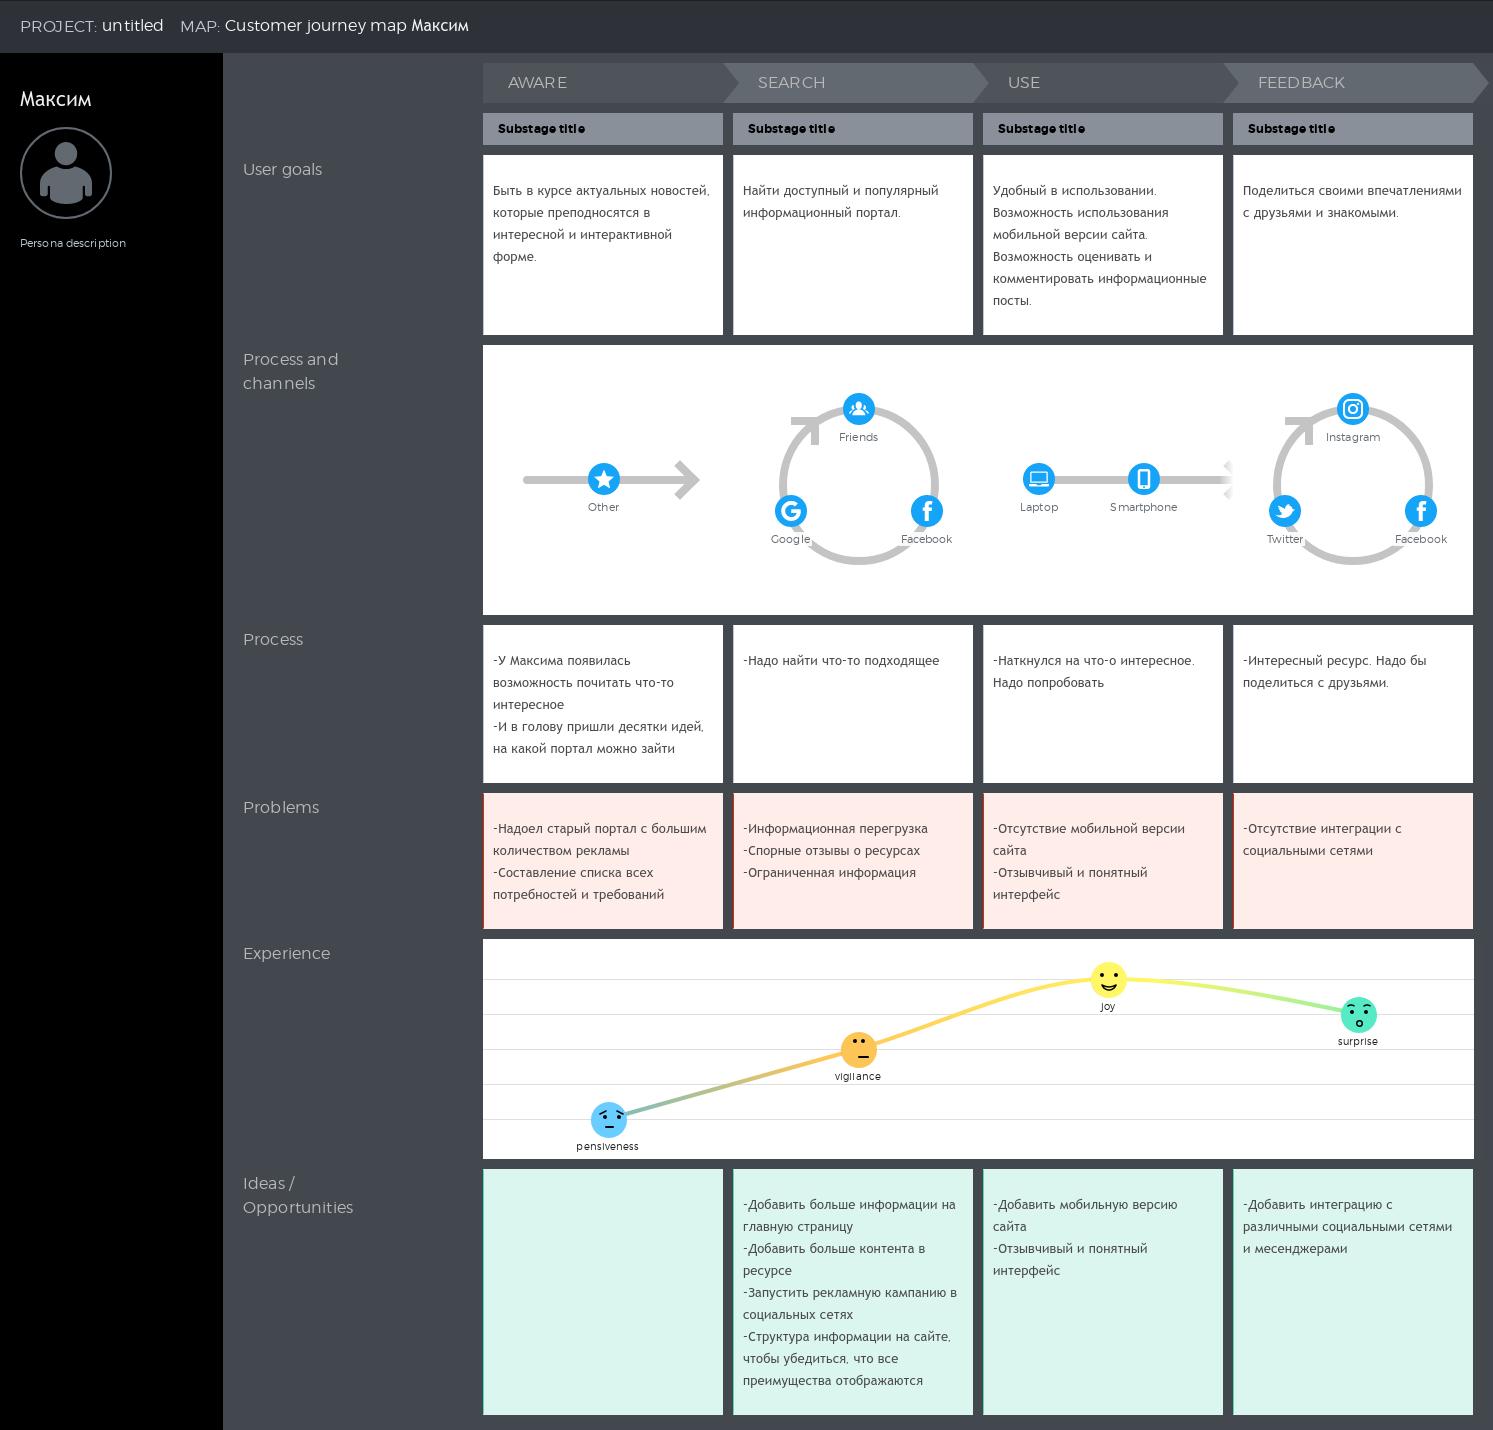 PROJECT: untitled MAP: Customer journey map Максим
Максим
Persona description
AWARE
SEARCH
USE
FEEDBACK
Substage title
Substage title
Substage title
Substage title
User goals
Быть в курсе актуальных новостей,
которые преподносятся в
интересной и интерактивной
форме.
Найти доступный и популярный
информационный портал.
Удобный в использовании.
Возможность использования
мобильной версии сайта.
Возможность оценивать и
комментировать информационные
посты.
Поделиться своими впечатлениями
с друзьями и знакомыми.
Process and
channels
Other
Friends
Google
Facebook
Laptop
Smartphone
Instagram
Twitter
Facebook
Process
-У Максима появилась
возможность почитать что-то
интересное
-И в голову пришли десятки идей,
на какой портал можно зайти
-Надо найти что-то подходящее
-Наткнулся на что-о интересное.
Надо попробовать
-Интересный ресурс. Надо бы
поделиться с друзьями.
Problems
-Надоел старый портал с большим
количеством рекламы
-Составление списка всех
потребностей и требований
-Информационная перегрузка
-Спорные отзывы о ресурсах
-Ограниченная информация
-Отсутствие мобильной версии
сайта
-Отзывчивый и понятный
интерфейс
-Отсутствие интеграции с
социальными сетями
Experience
pensiveness
vigilance
joy
surprise
Ideas /
Opportunities
-Добавить больше информации на
главную страницу
-Добавить больше контента в
ресурсе
-Запустить рекламную кампанию в
социальных сетях
-Структура информации на сайте,
чтобы убедиться, что все
преимущества отображаются
-Добавить мобильную версию
сайта
-Отзывчивый и понятный
интерфейс
-Добавить интеграцию с
различными социальными сетями
и месенджерами